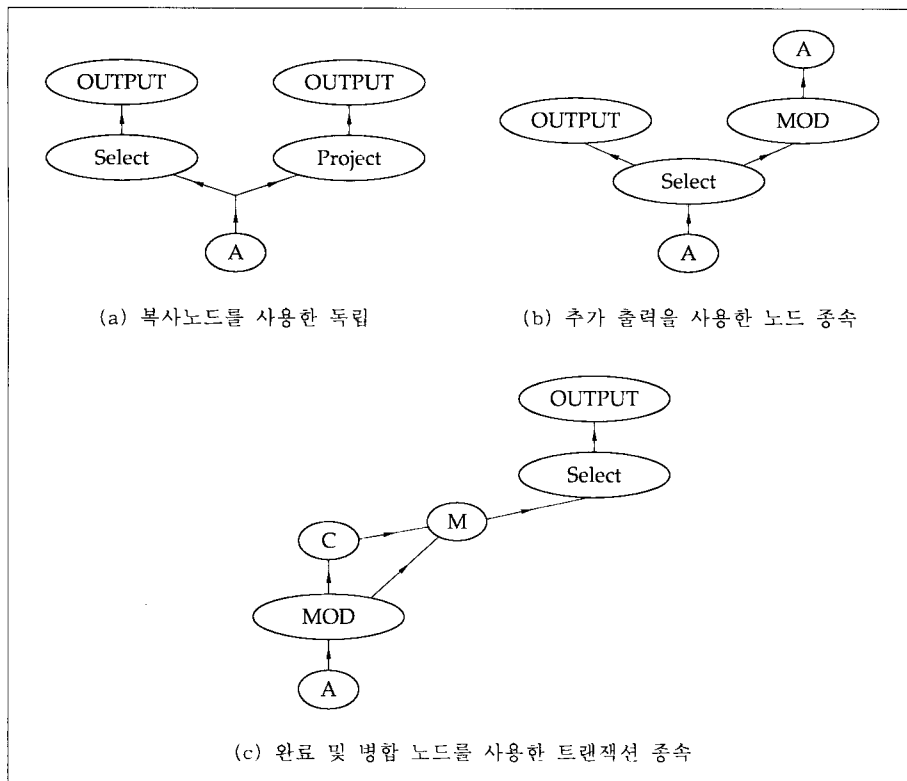 OUTPUT OUTPUT
Select Project
A
(a) 복사노드를 사용한 독립
A
OUTPUT MOD
Select
A
(b) 추가 출력을 사용한 노드 종속
OUTPUT
Select
C M
MOD
A
(c) 완료 및 병합 노드를 사용한 트랜잭션 종속